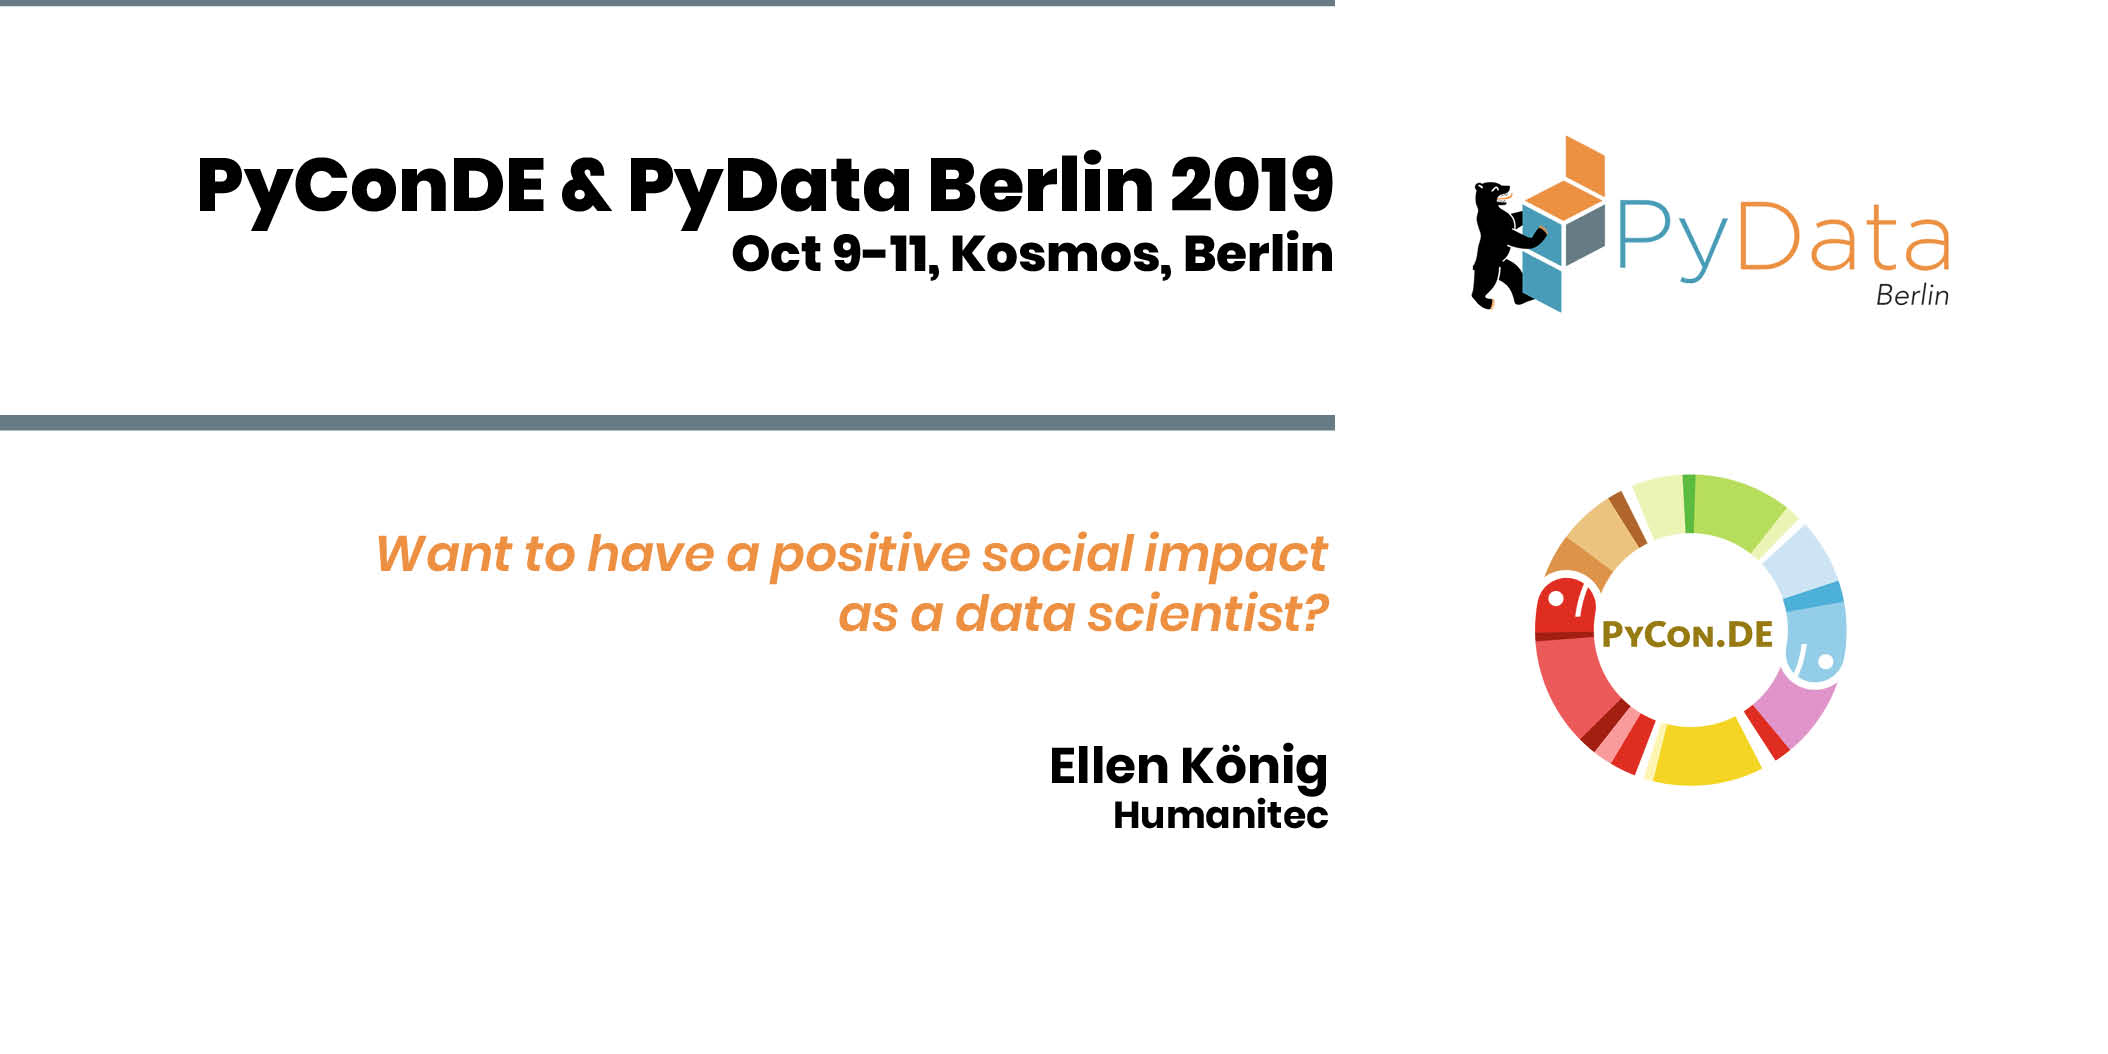 PyConDE & PyData Berlin 2019
Oct 9-11, Kosmos, Berlin
PyData
Berlin
Want to have a positive social impact
as a data scientist?
PyCon.DE
Ellen König
Humanitec